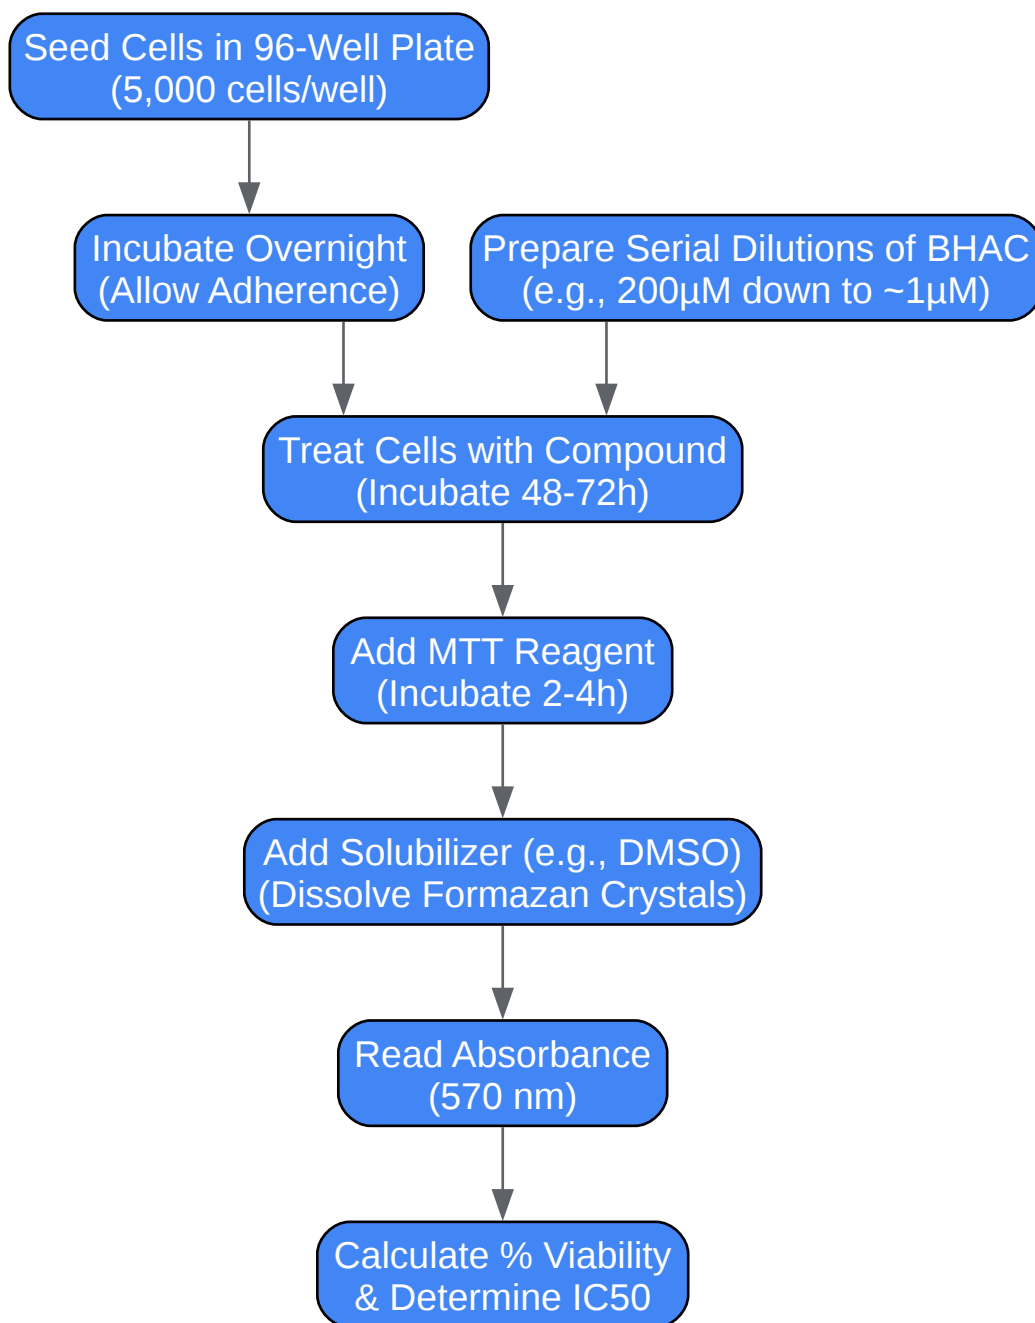 Seed Cells in 96-Well Plate
(5,000 cells/well)
Incubate Overnight
(Allow Adherence)
Prepare Serial Dilutions of BHAC
(e.g., 200µM down to ~1µM)
Treat Cells with Compound
(Incubate 48-72h)
Add MTT Reagent
(Incubate 2-4h)
Add Solubilizer (e.g., DMSO)
(Dissolve Formazan Crystals)
Read Absorbance
(570 nm)
Calculate % Viability
& Determine IC50